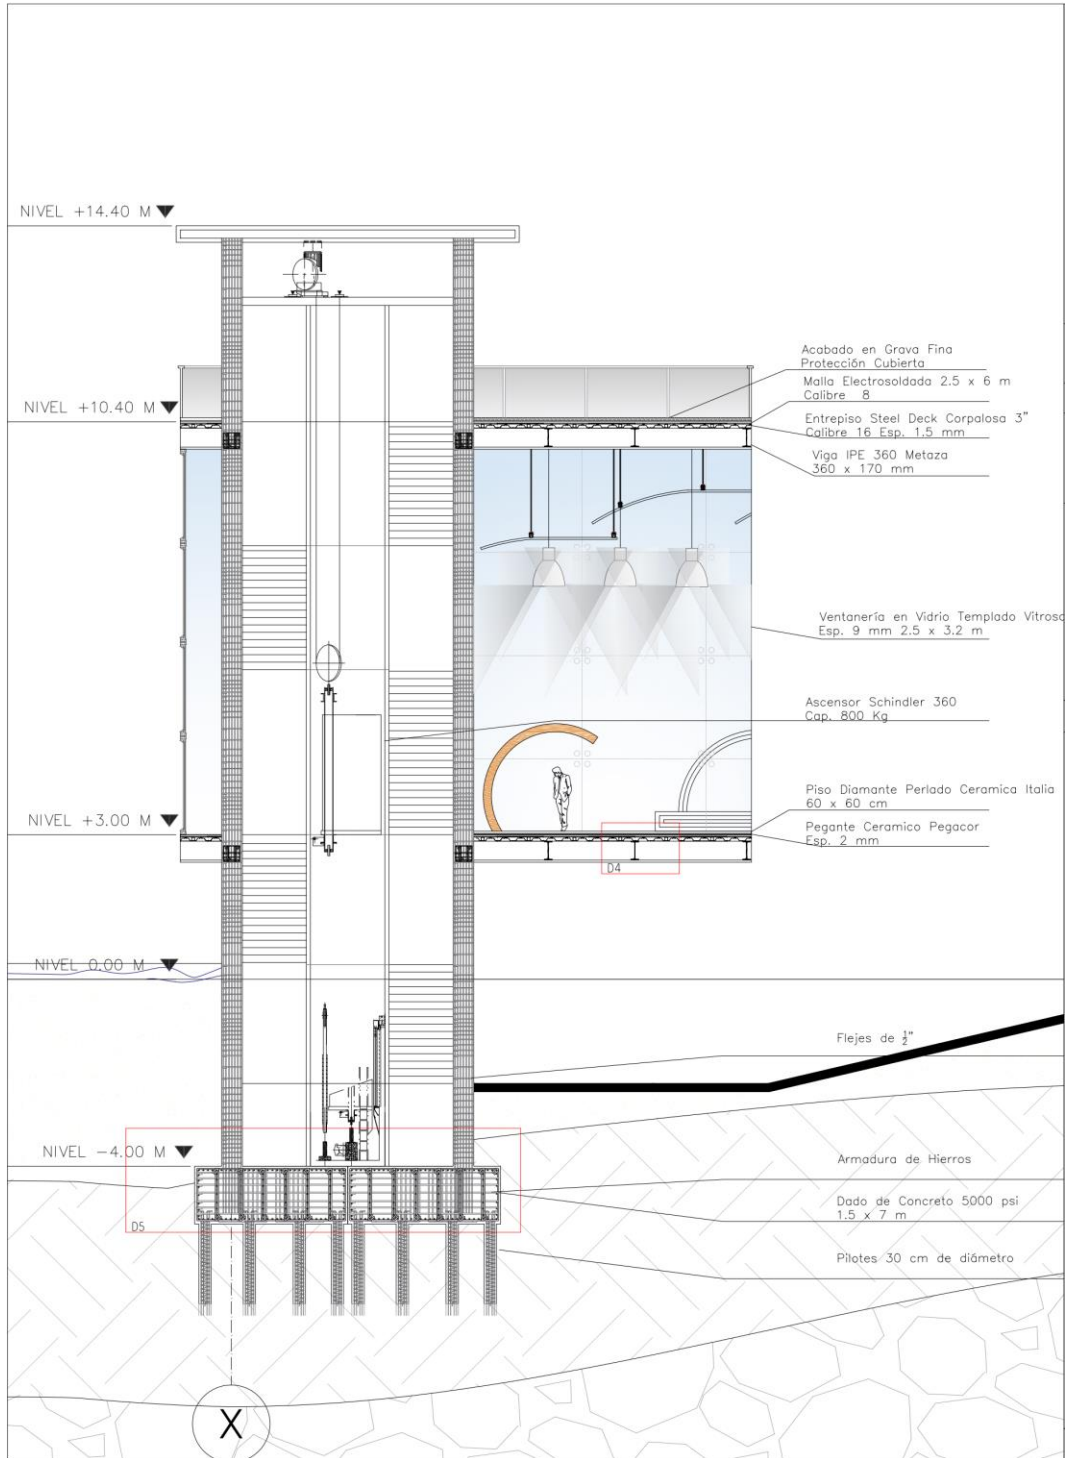 NIVEL +14.40 M
Acabado en Grava Fina
Protección Cubierta
Malla Electrosoldada 2.5 x 6 m
Calibre 8
NIVEL +10.40 M
Entrepiso Steel Deck Corpalosa 3"
Calibre 16 Esp. 1.5 mm
Viga IPE 360 Metaza
360 x 170 mm
Ventanería en Vidrio Templado Vitroso
Esp. 9 mm 2.5 x 3.2 m
Ascensor Schindler 360
Cap. 800 Kg
Piso Diamante Perlado Ceramica Italia
60 x 60 cm
NIVEL +3.00 M
Pegante Ceramico Pegacor
Esp. 2 mm
D4
NIVEL 0.00 M
Flejes de ½"
NIVEL -4.00 M
Armadura de Hierros
Dado de Concreto 5000 psi
1.5 x 7 m
D5
Pilotes 30 cm de diámetro
X